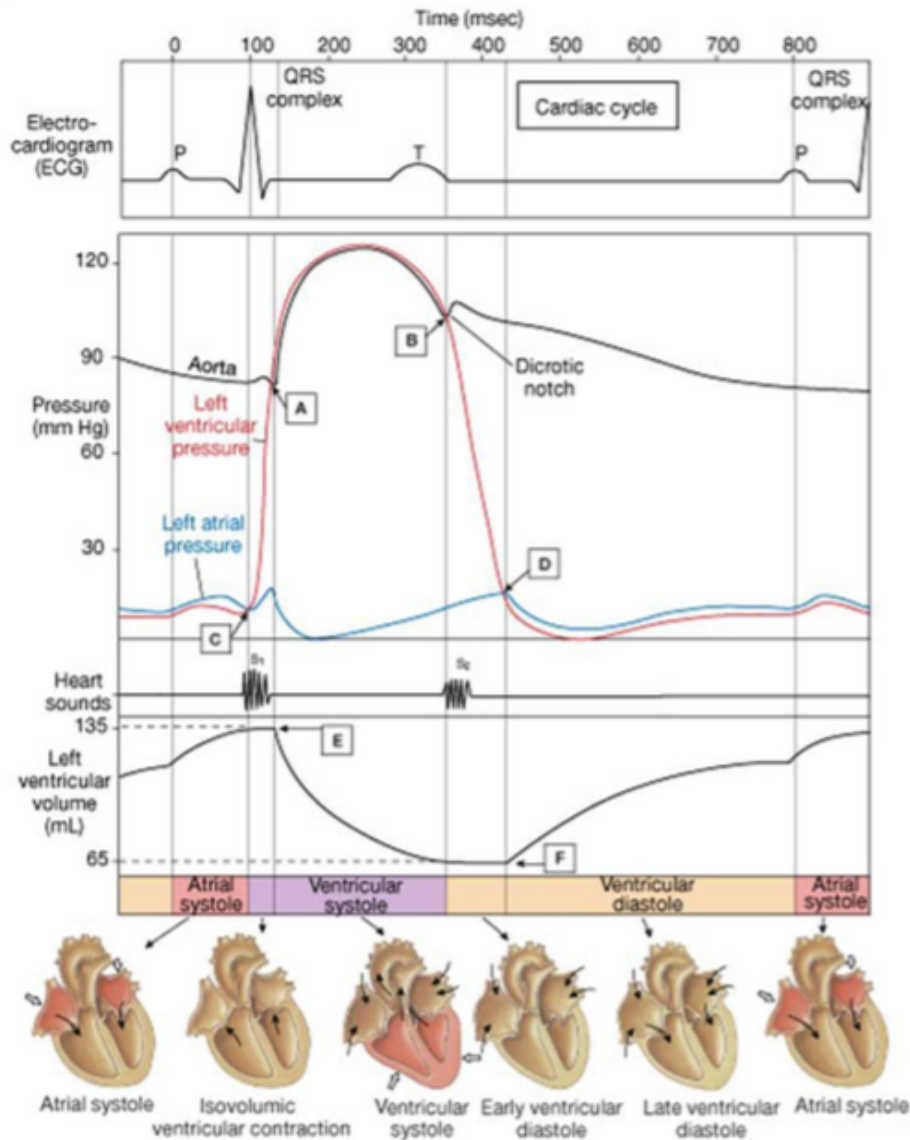 Time (msec)
0 100 200 300 400 500 600 700 800
QRS
complex
Cardiac cycle
QRS
complex
Electro-
cardiogram
(ECG)
P
T
P
120
B
90
Aorta
Dicrotic
notch
A
Pressure
(mm Hg)
Left
ventricular
pressure
60
Left atrial
pressure
30
D
C
Heart
sounds
S1
S2
135
E
Left
ventricular
volume
(mL)
65
F
Atrial
systole
Ventricular
systole
Ventricular
diastole
Atrial
systole
Atrial systole
Isovolumic
ventricular contraction
Ventricular
systole
Early ventricular
diastole
Late ventricular
diastole
Atrial systole